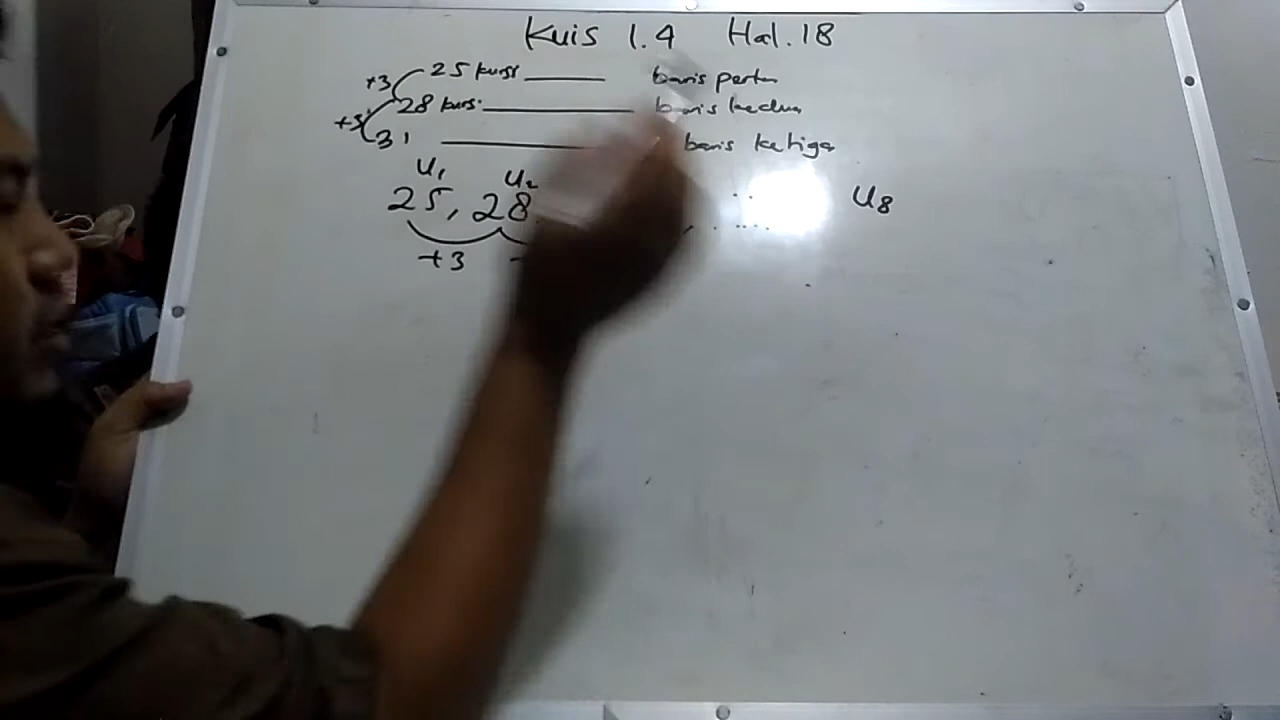 Kuis 1.4 Hal. 18
+3 25 kursi baris pertama
28 kursi baris kedua
+3 31 baris ketiga
U1 U2 U8
25, 28
+3